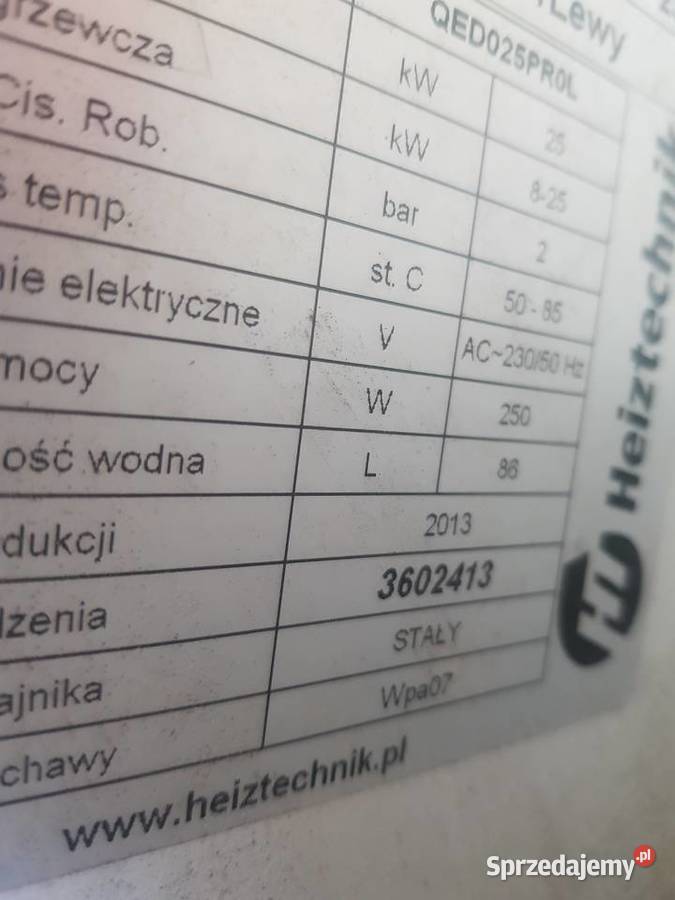 Lewy
QED025PR0L
grzewcza kW 25
kW 8-25
Cis. Rob. bar 2
s temp. st. C 50 - 85
nie elektryczne V AC~230/50 Hz
mocy W 250
ość wodna L 86
dukcji 2013
dzenia 3602413
ajnika STAŁY
chawy Wpa07
www.heiztechnik.pl
Heiztechnik
Sprzedajemy.pl